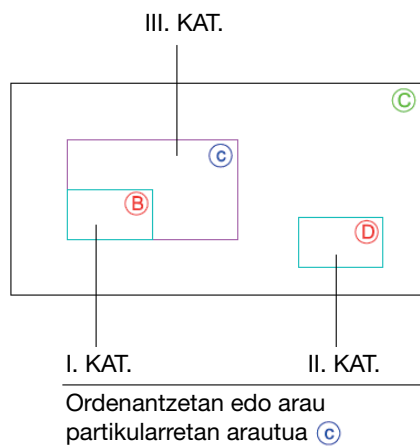 III. KAT.
C
c
B
D
I. KAT.
II. KAT.
Ordenantzetan edo arau
partikularretan arautua c